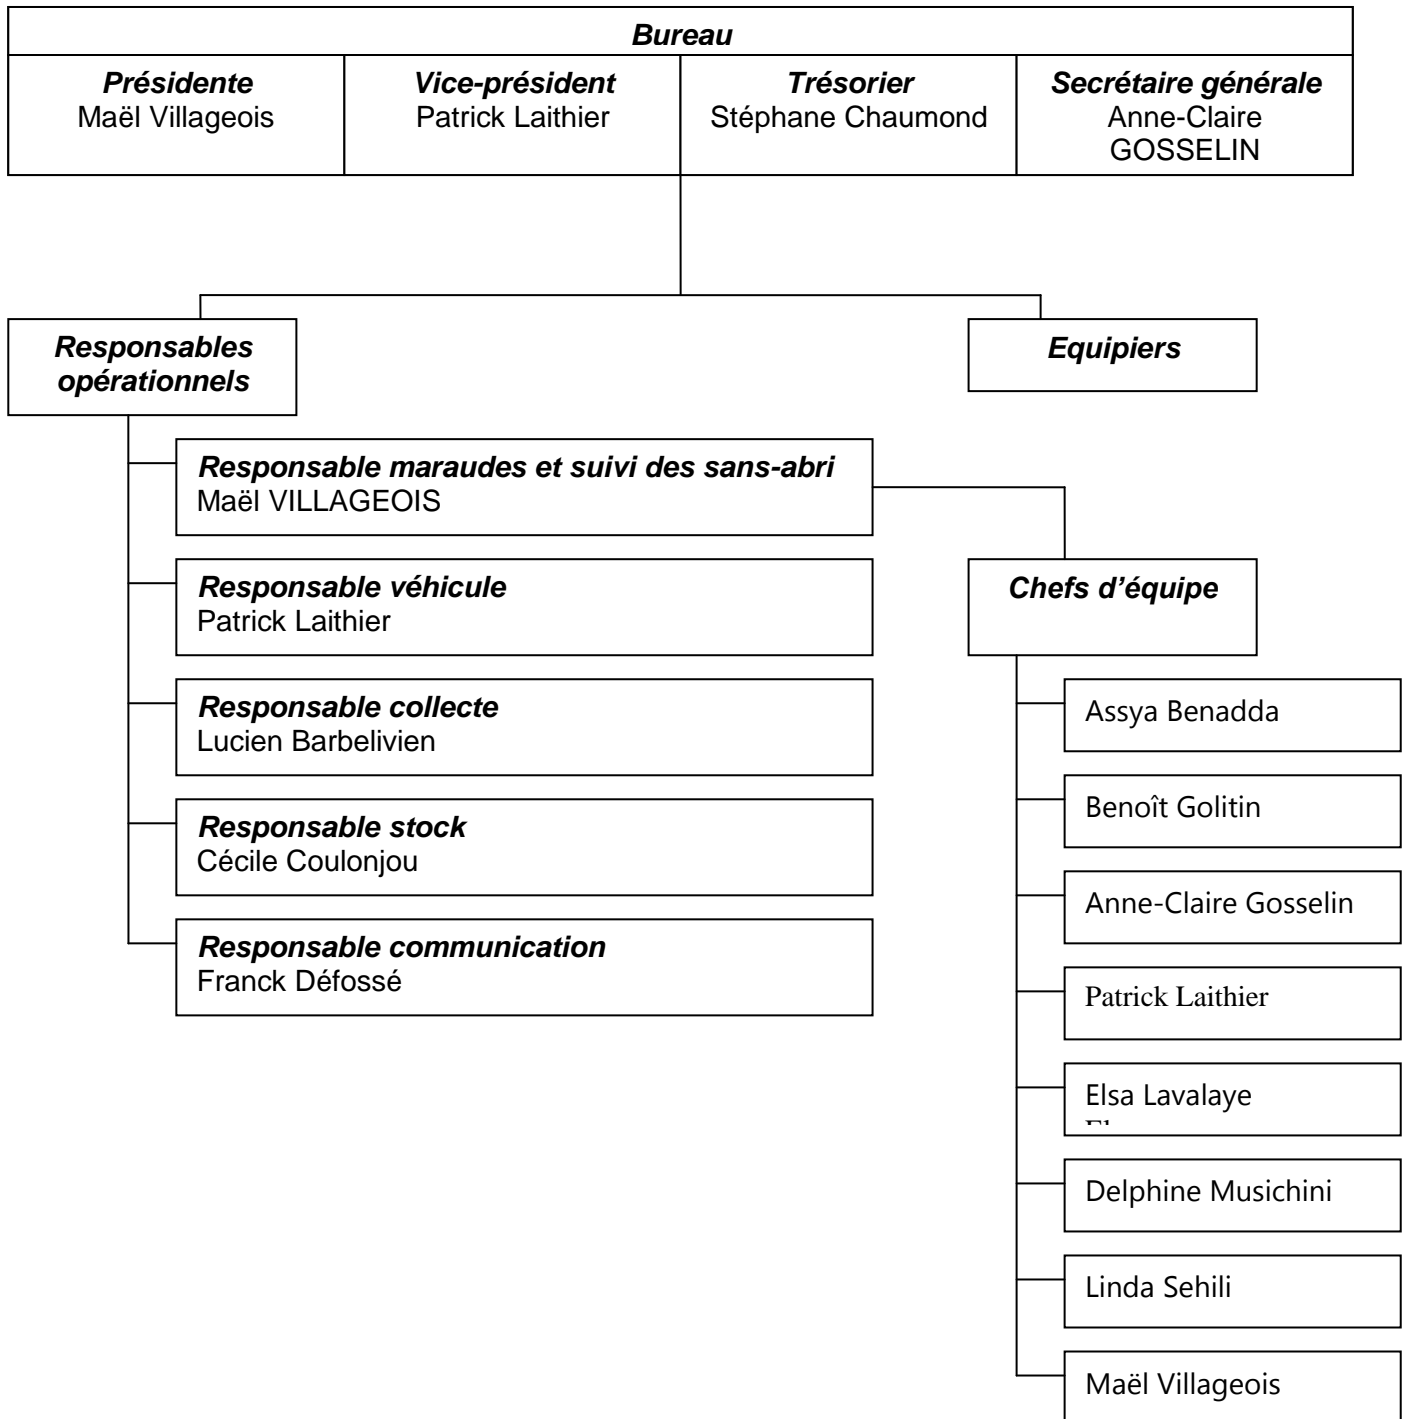 Bureau
Présidente
Maël Villageois
Vice-président
Patrick Laithier
Trésorier
Stéphane Chaumond
Secrétaire générale
Anne-Claire
GOSSELIN
Responsables
opérationnels
Equipiers
Responsable maraudes et suivi des sans-abri
Maël VILLAGEOIS
Responsable véhicule
Patrick Laithier
Responsable collecte
Lucien Barbelivien
Responsable stock
Cécile Coulonjou
Responsable communication
Franck Défossé
Chefs d’équipe
Assya Benadda
Benoît Golitin
Anne-Claire Gosselin
Patrick Laithier
Elsa Lavalaye
Delphine Musichini
Linda Sehili
Maël Villageois